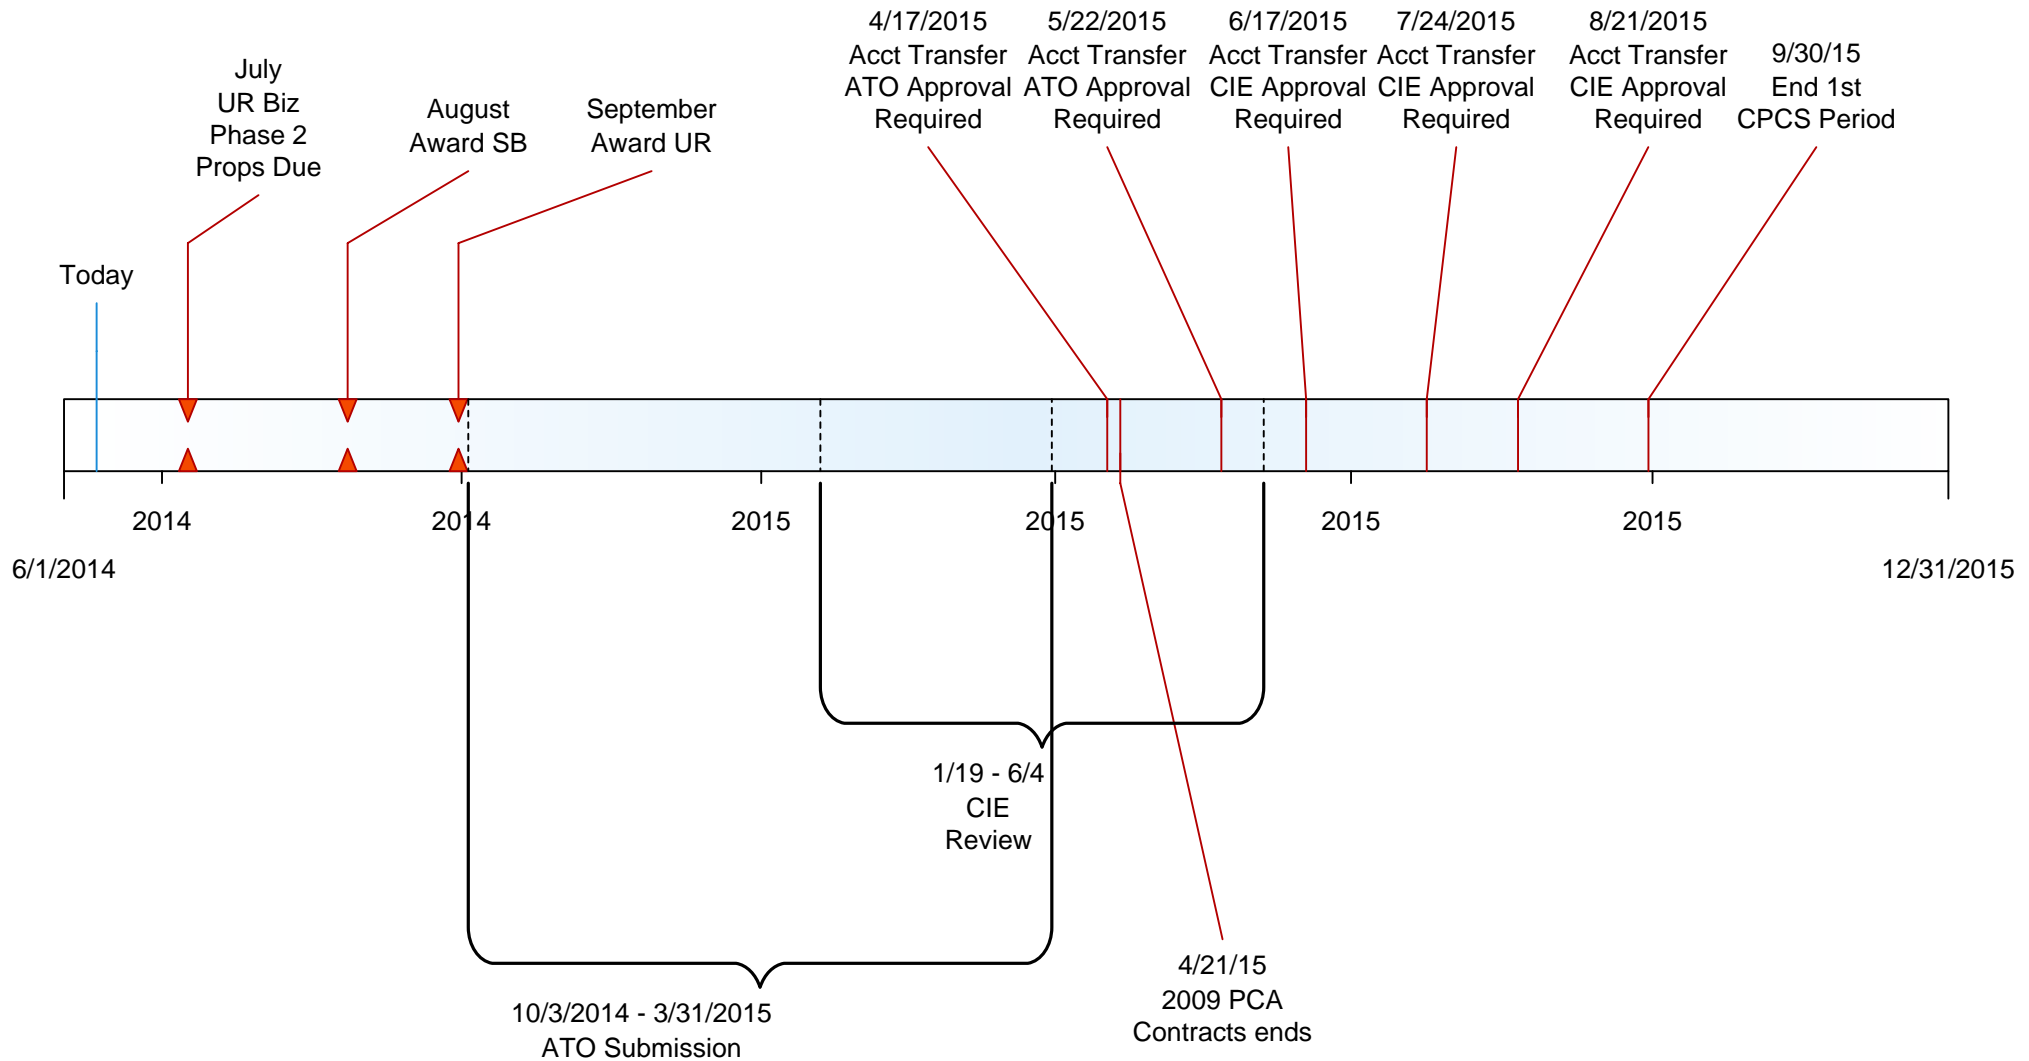 4/17/2015
Acct Transfer
ATO Approval
Required
5/22/2015
Acct Transfer
ATO Approval
Required
6/17/2015
Acct Transfer
CIE Approval
Required
7/24/2015
Acct Transfer
CIE Approval
Required
8/21/2015
Acct Transfer
CIE Approval
Required
9/30/15
End 1st
CPCS Period
July
UR Biz
Phase 2
Props Due
August
Award SB
September
Award UR
Today
2014
2014
2015
2015
2015
2015
6/1/2014
12/31/2015
1/19 - 6/4
CIE
Review
4/21/15
2009 PCA
Contracts ends
10/3/2014 - 3/31/2015
ATO Submission